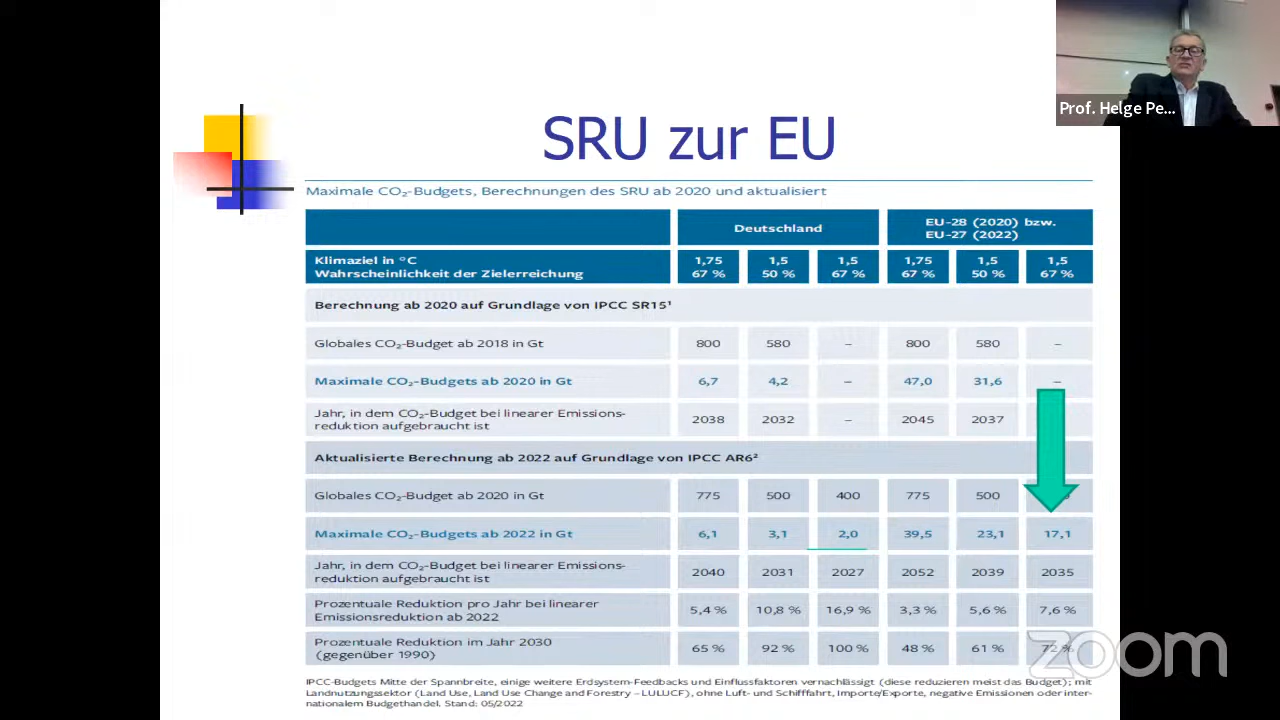 Prof. Helge Pe...
SRU zur EU
Maximale CO₂-Budgets, Berechnungen des SRU ab 2020 und aktualisiert
Deutschland
EU-28 (2020) bzw.
EU-27 (2022)
Klimaziel in °C 1,75 1,5 1,5 1,75 1,5 1,5
Wahrscheinlichkeit der Zielerreichung 67 % 50 % 67 % 67 % 50 % 67 %
Berechnung ab 2020 auf Grundlage von IPCC SR15¹
Globales CO₂-Budget ab 2018 in Gt 800 580 – 800 580 –
Maximale CO₂-Budgets ab 2020 in Gt 6,7 4,2 – 47,0 31,6 –
Jahr, in dem CO₂-Budget bei linearer Emissions-
reduktion aufgebraucht ist 2038 2032 – 2045 2037
Aktualisierte Berechnung ab 2022 auf Grundlage von IPCC AR6²
Globales CO₂-Budget ab 2020 in Gt 775 500 400 775 500
Maximale CO₂-Budgets ab 2022 in Gt 6,1 3,1 2,0 39,5 23,1 17,1
Jahr, in dem CO₂-Budget bei linearer Emissions-
reduktion aufgebraucht ist 2040 2031 2027 2052 2039 2035
Prozentuale Reduktion pro Jahr bei linearer
Emissionsreduktion ab 2022 5,4 % 10,8 % 16,9 % 3,3 % 5,6 % 7,6 %
Prozentuale Reduktion im Jahr 2030
(gegenüber 1990) 65 % 92 % 100 % 48 % 61 % 72 %
zoom
IPCC-Budgets Mitte der Spannbreite, einige weitere Erdsystem-Feedbacks und Einflussfaktoren vernachlässigt (diese reduzieren meist das Budget); mit
Landnutzungssektor (Land Use, Land Use Change and Forestry – LULUCF), ohne Luft- und Schifffahrt, Importe/Exporte, negative Emissionen oder inter-
nationalem Budgethandel. Stand: 05/2022